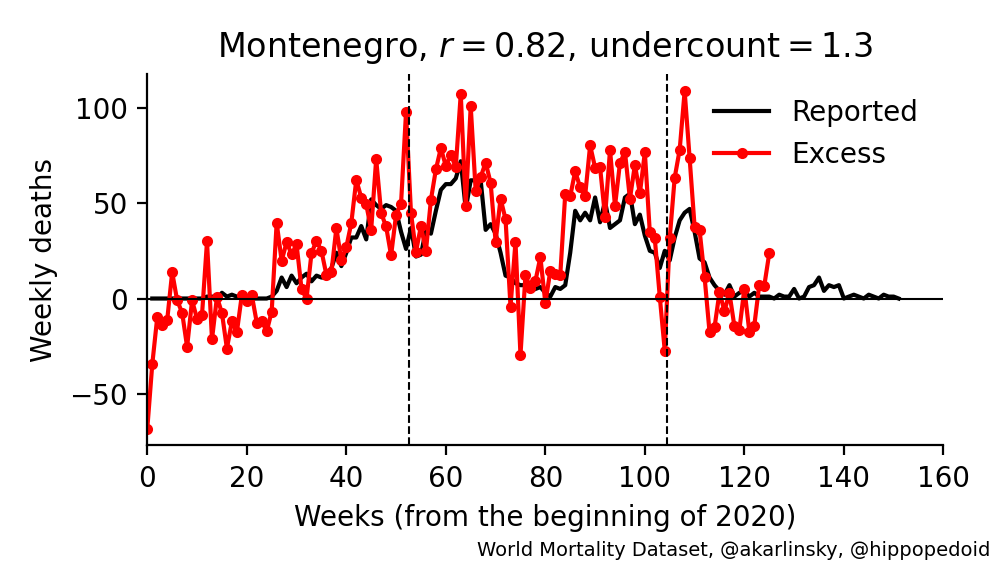 Montenegro, r = 0.82, undercount = 1.3
Weekly deaths
100
50
0
−50
Reported
Excess
0 20 40 60 80 100 120 140 160
Weeks (from the beginning of 2020)
World Mortality Dataset, @akarlinsky, @hippopedoid